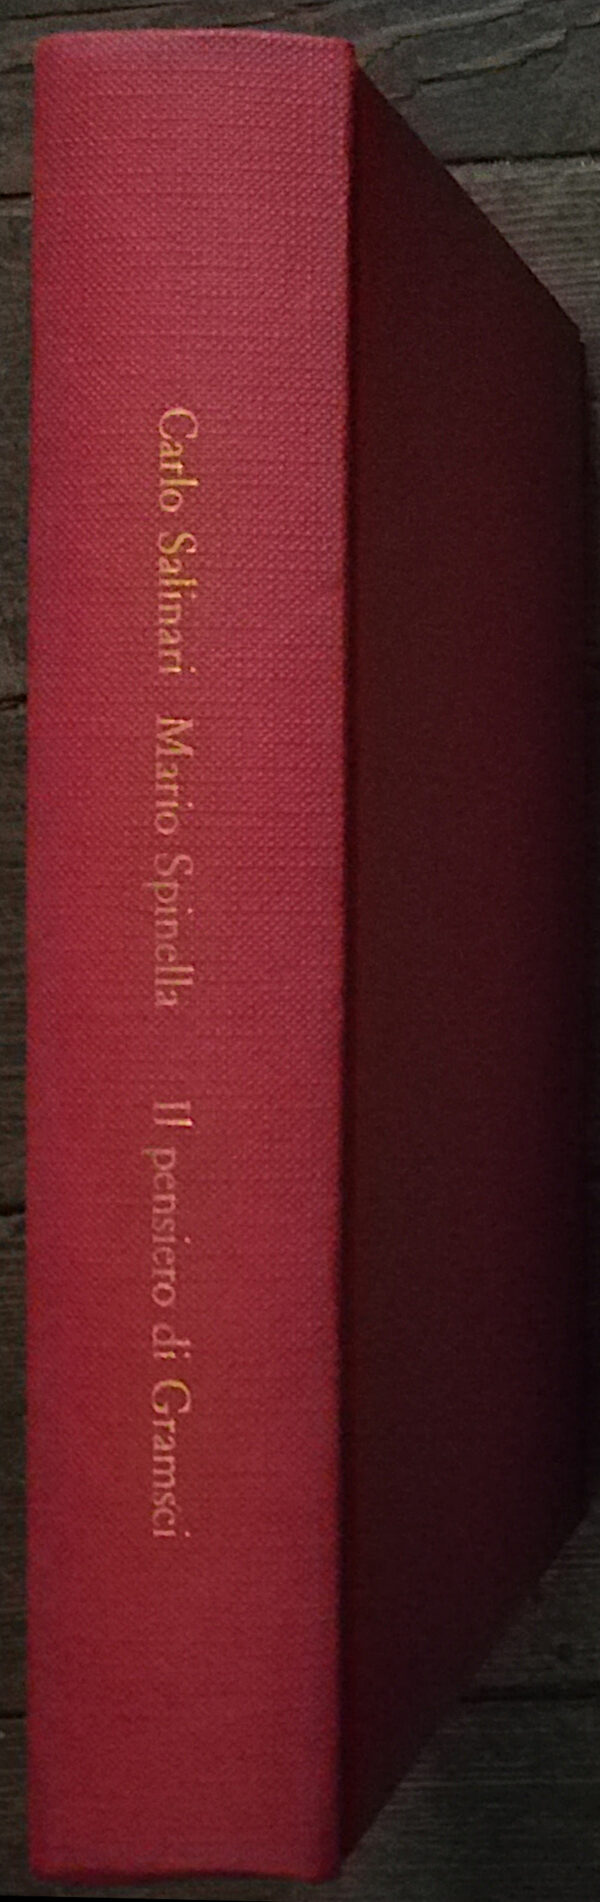 Carlo Salinari Mario Spinella Il pensiero di Gramsci